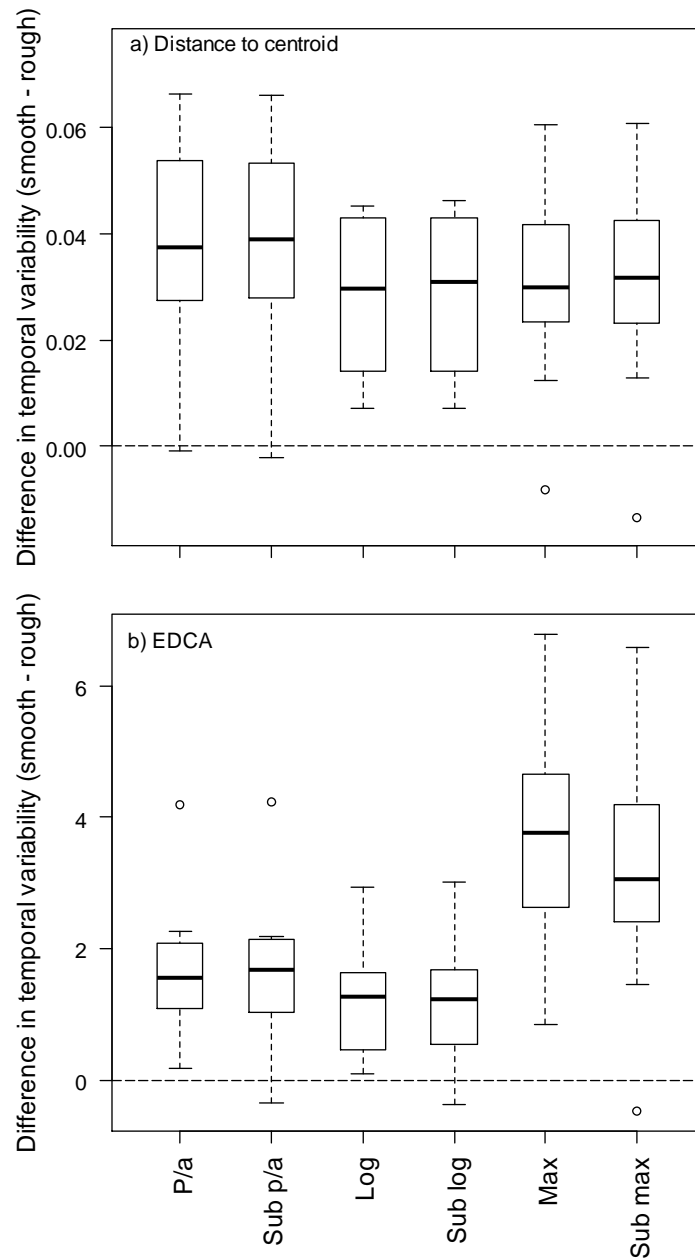 a) Distance to centroid
Difference in temporal variability (smooth - rough)
0.06
0.04
0.02
0.00
b) EDCA
Difference in temporal variability (smooth - rough)
6
4
2
0
P/a
Sub p/a
Log
Sub log
Max
Sub max